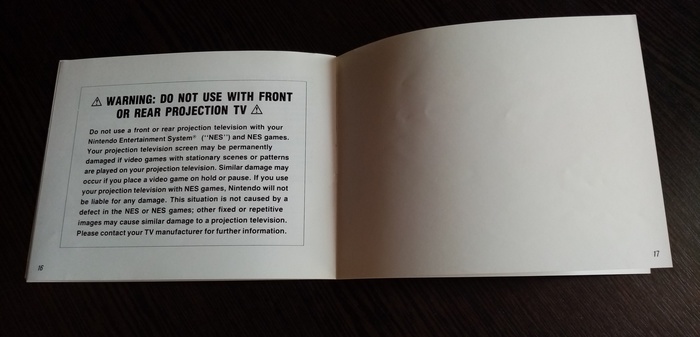 ⚠ WARNING: DO NOT USE WITH FRONT
OR REAR PROJECTION TV ⚠
Do not use a front or rear projection television with your
Nintendo Entertainment System® (''NES'') and NES games.
Your projection television screen may be permanently
damaged if video games with stationary scenes or patterns
are played on your projection television. Similar damage may
occur if you place a video game on hold or pause. If you use
your projection television with NES games, Nintendo will not
be liable for any damage. This situation is not caused by a
defect in the NES or NES games; other fixed or repetitive
images may cause similar damage to a projection television.
Please contact your TV manufacturer for further information.
16
17